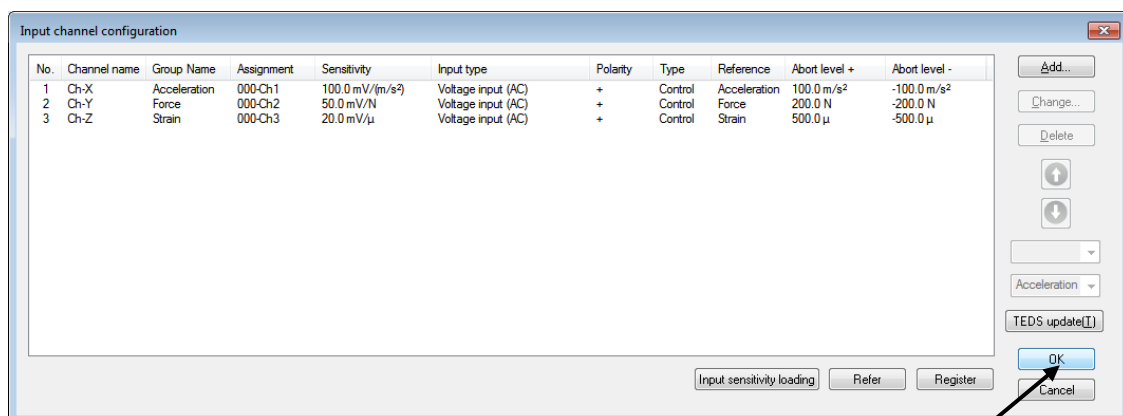 Input channel configuration
No. Channel name Group Name Assignment Sensitivity Input type Polarity Type Reference Abort level + Abort level -
1 Ch-X Acceleration 000-Ch1 100.0 mV/(m/s²) Voltage input (AC) + Control Acceleration 100.0 m/s² -100.0 m/s²
2 Ch-Y Force 000-Ch2 50.0 mV/N Voltage input (AC) + Control Force 200.0 N -200.0 N
3 Ch-Z Strain 000-Ch3 20.0 mV/μ Voltage input (AC) + Control Strain 500.0 μ -500.0 μ
Add...
Change...
Delete
Acceleration
TEDS update(T)
OK
Input sensitivity loading Refer Register
Cancel